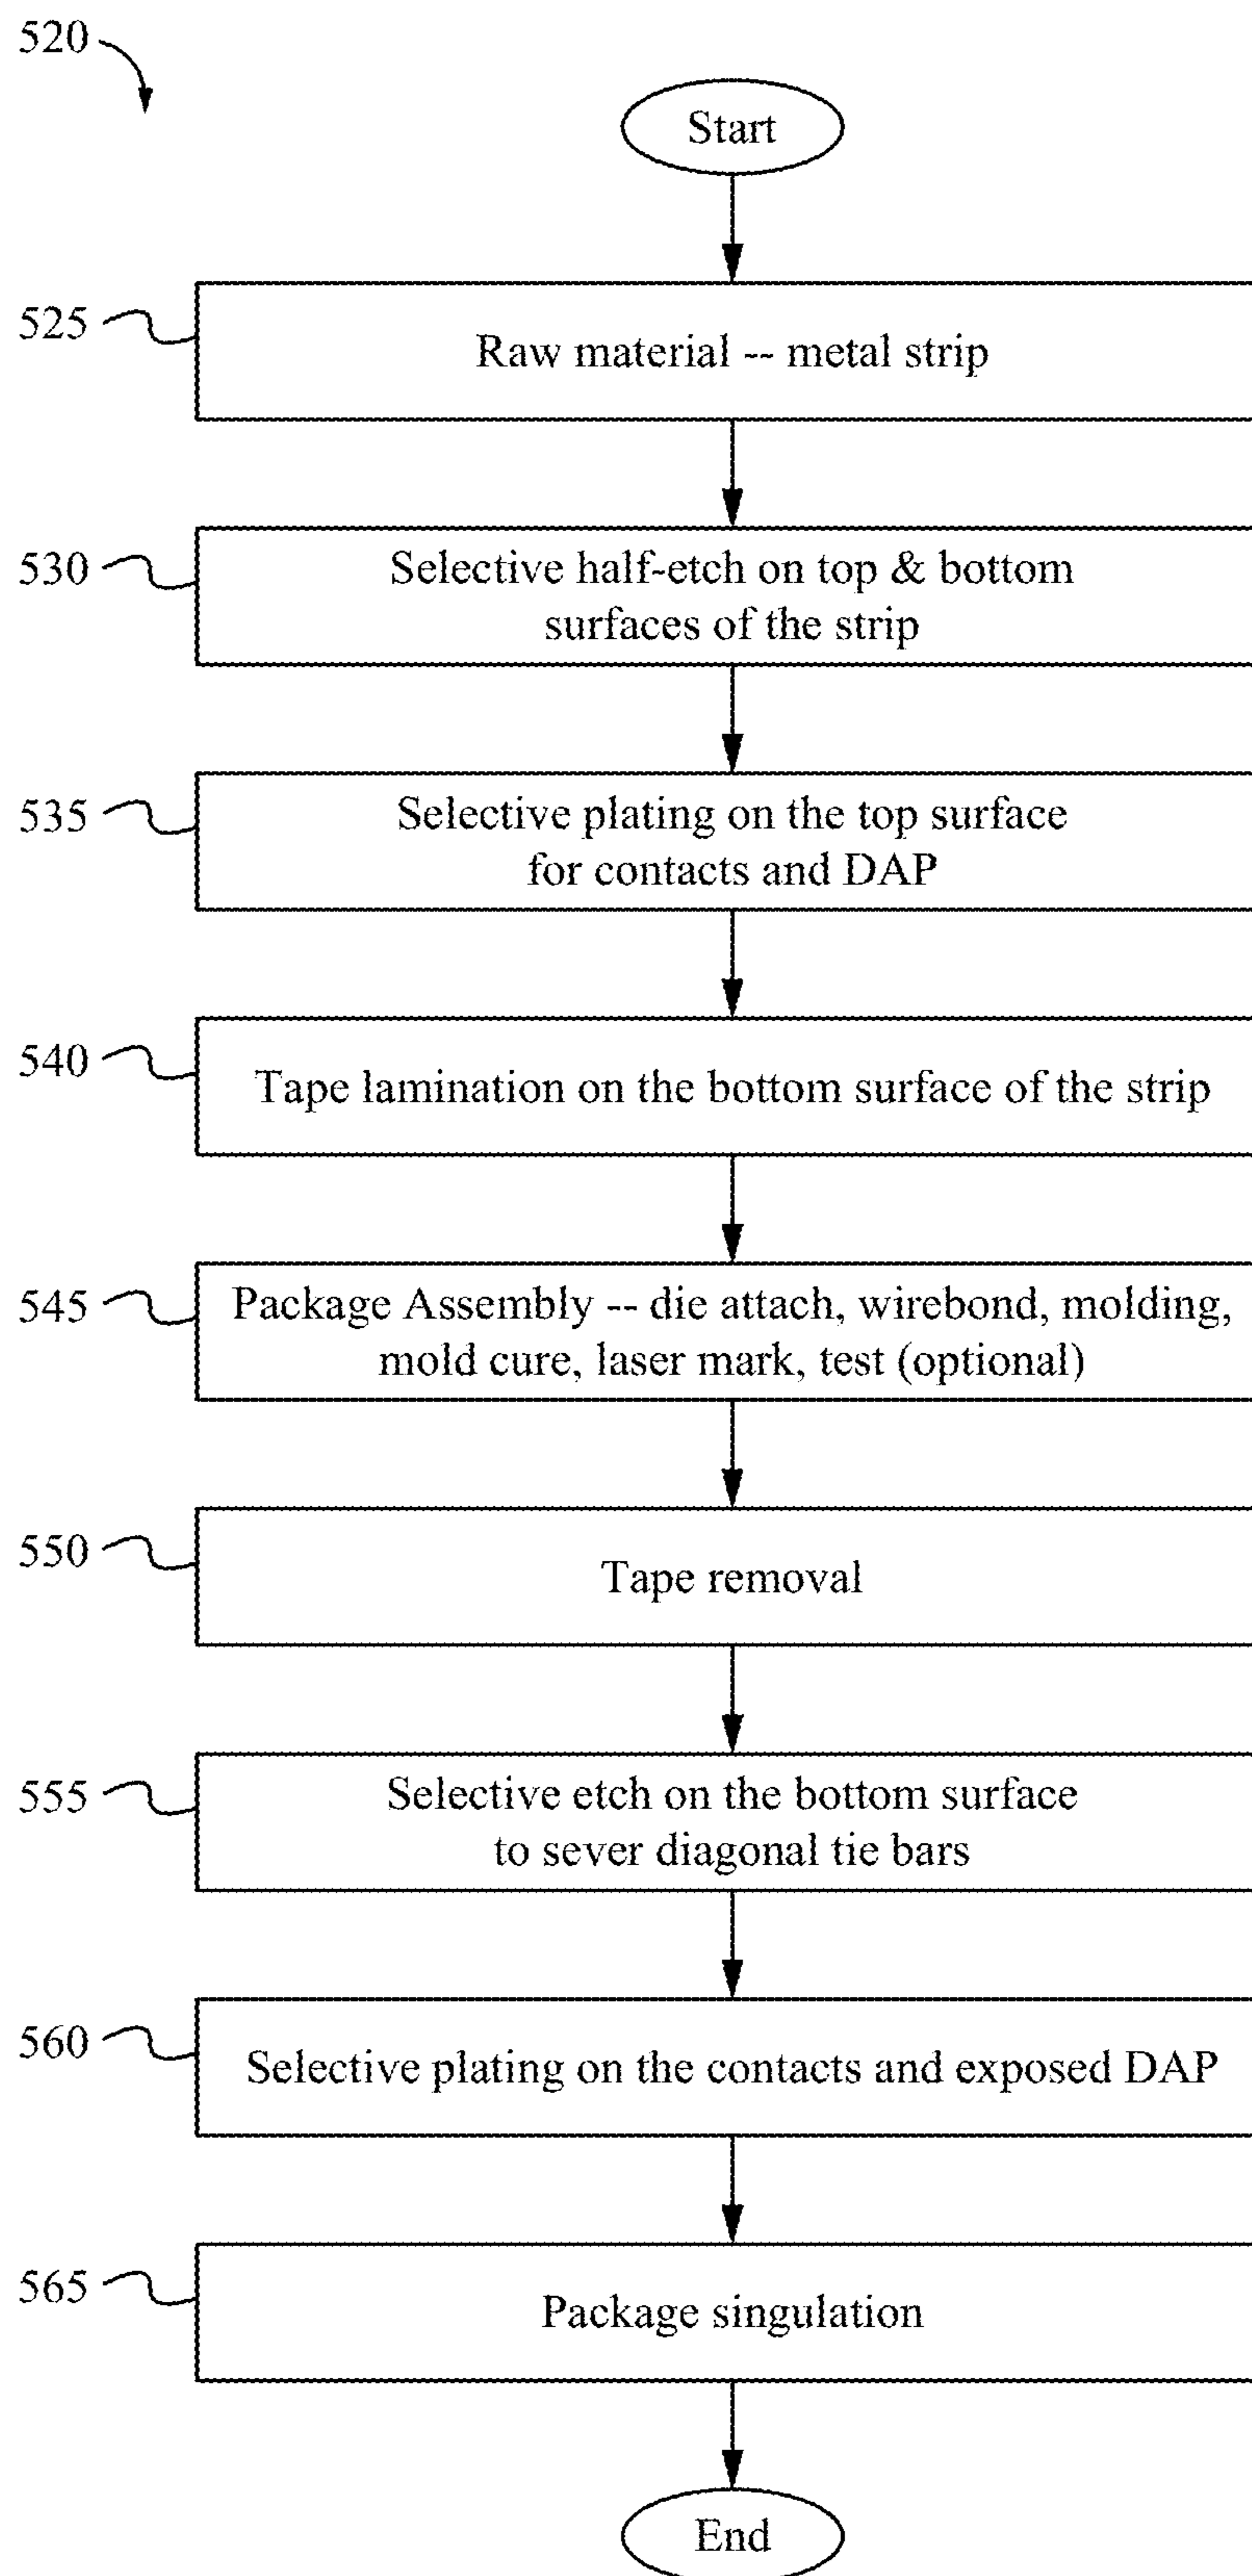 520
Start
525
Raw material -- metal strip
530
Selective half-etch on top & bottom
surfaces of the strip
535
Selective plating on the top surface
for contacts and DAP
540
Tape lamination on the bottom surface of the strip
545
Package Assembly -- die attach, wirebond, molding,
mold cure, laser mark, test (optional)
550
Tape removal
555
Selective etch on the bottom surface
to sever diagonal tie bars
560
Selective plating on the contacts and exposed DAP
565
Package singulation
End